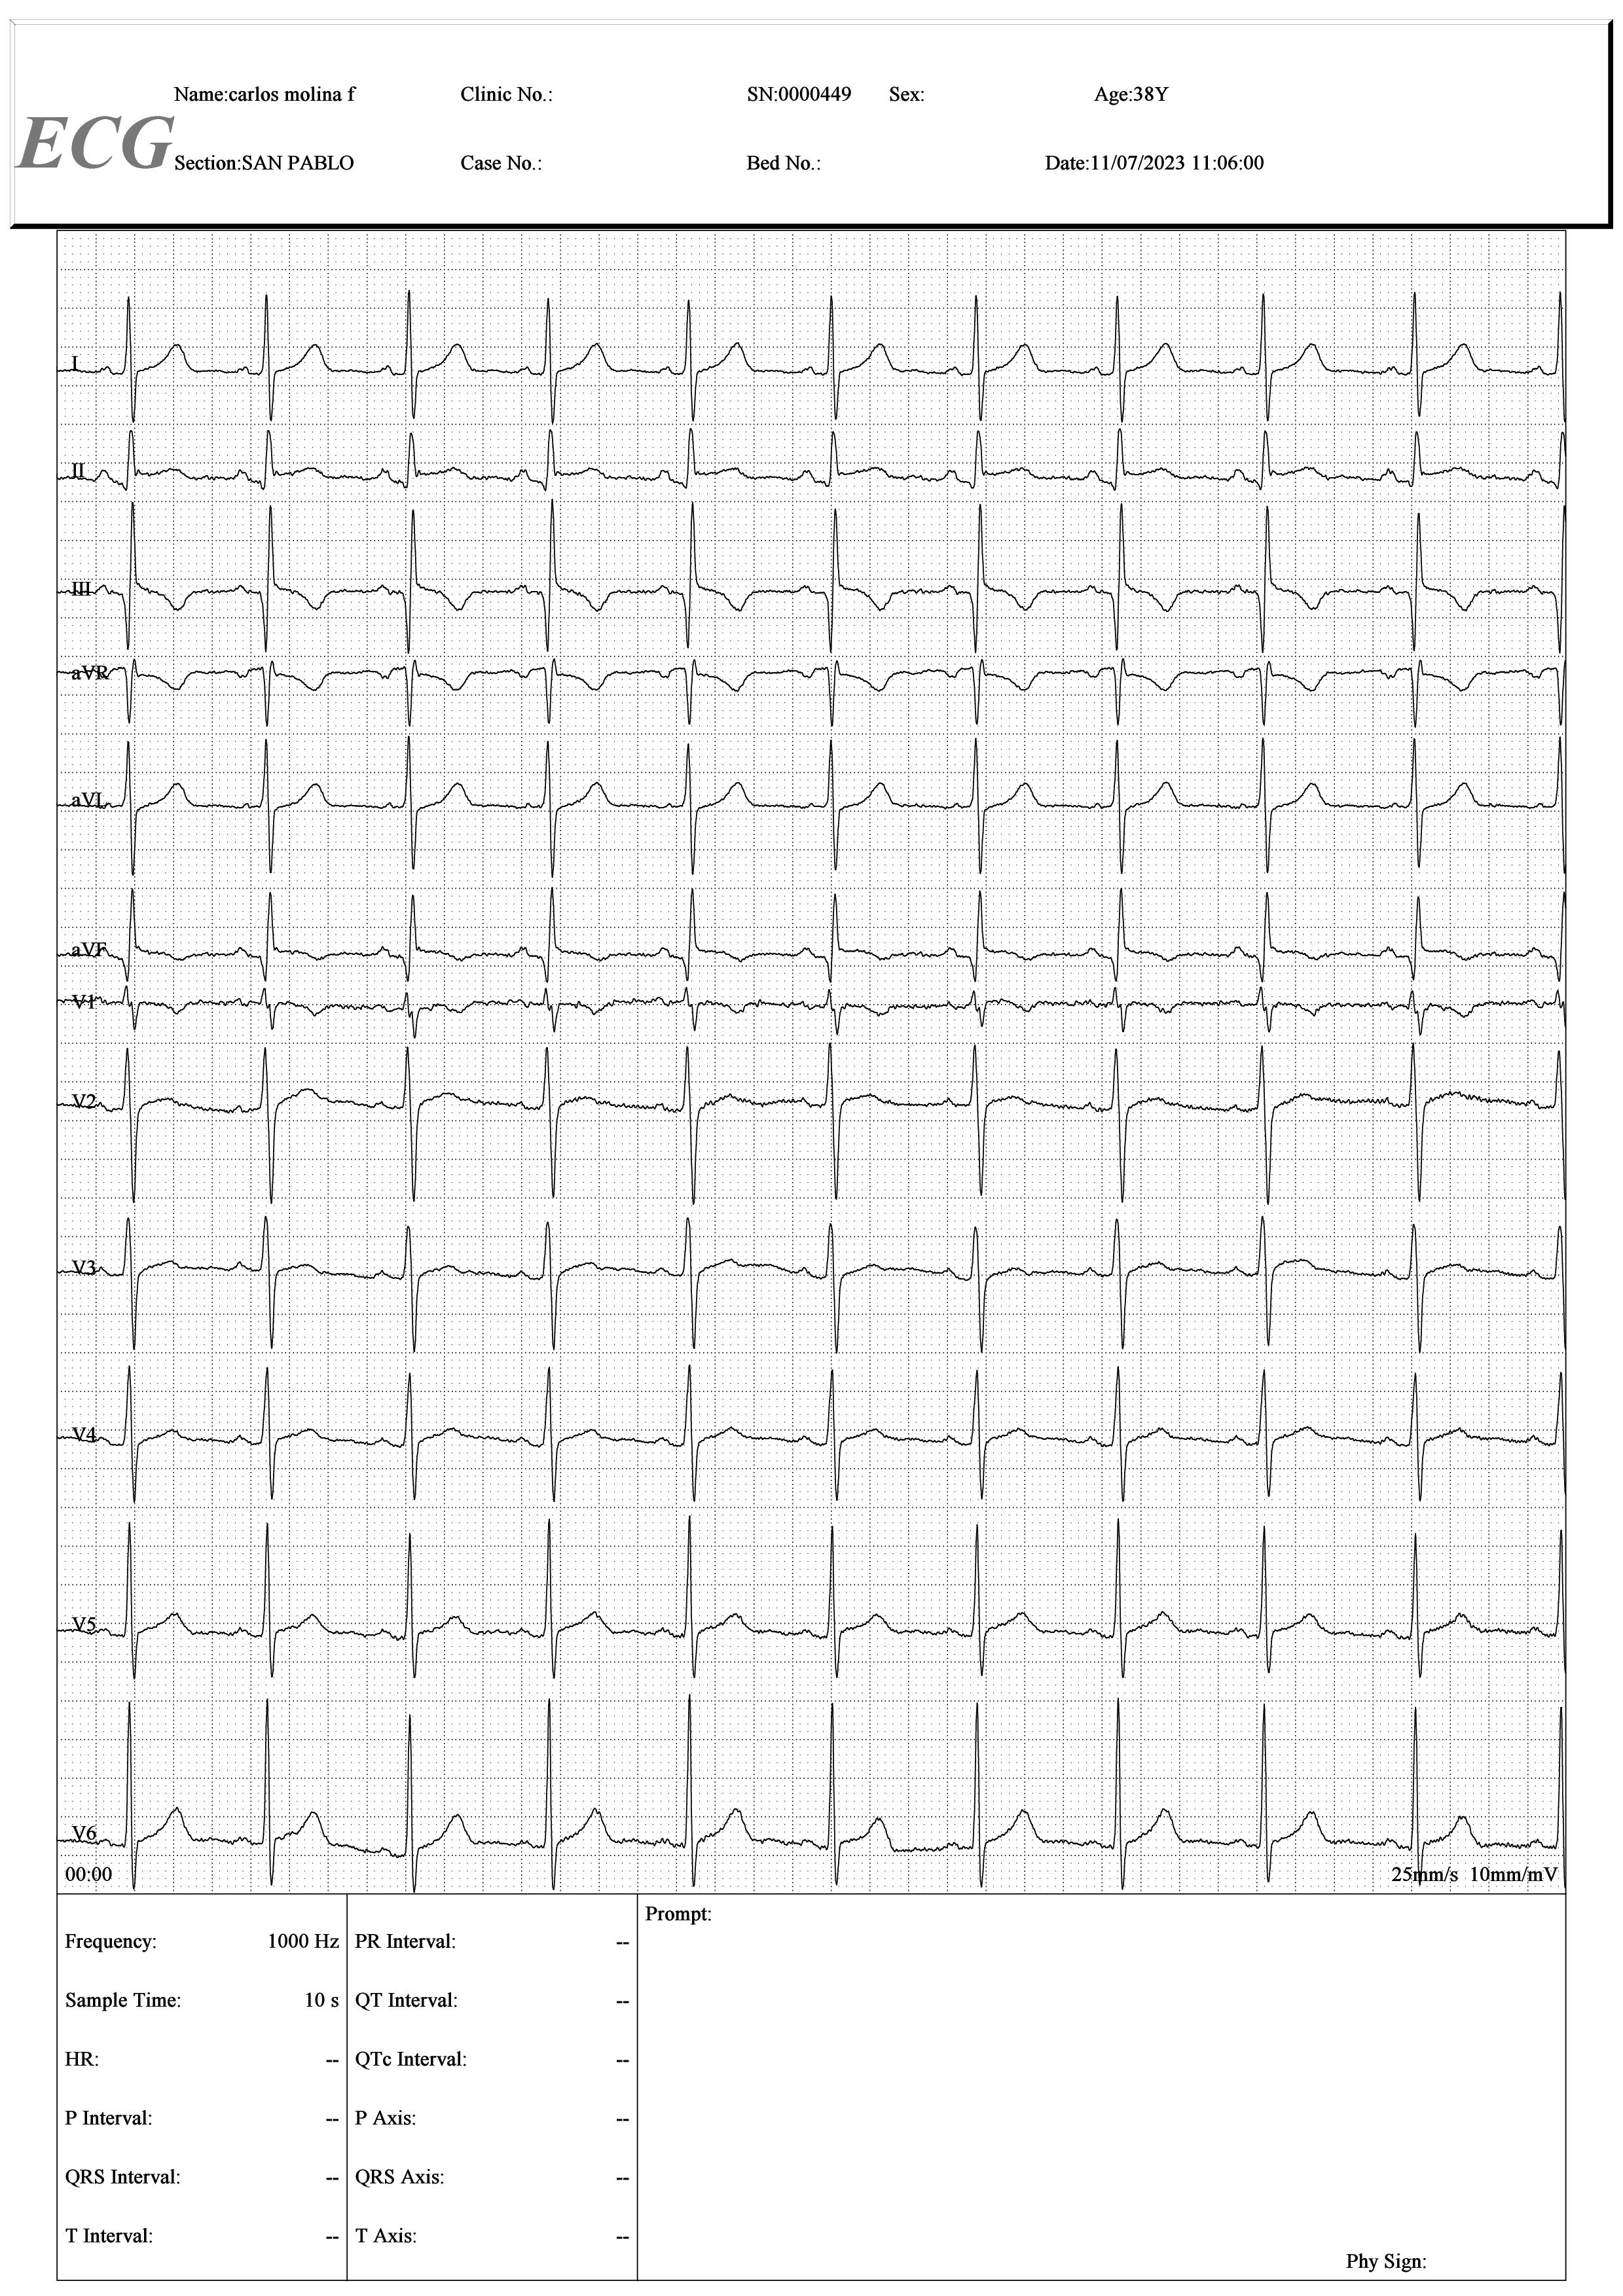 Name:carlos molina f Clinic No.: SN:0000449 Sex: Age:38Y
ECG
Section:SAN PABLO Case No.: Bed No.: Date:11/07/2023 11:06:00
I
II
III
aVR
aVL
aVF
V1
V2
V3
V4
V5
V6
00:00 25mm/s 10mm/mV
Prompt:
Frequency: 1000 Hz PR Interval: --
Sample Time: 10 s QT Interval: --
HR: -- QTc Interval: --
P Interval: -- P Axis: --
QRS Interval: -- QRS Axis: --
T Interval: -- T Axis: --
Phy Sign: